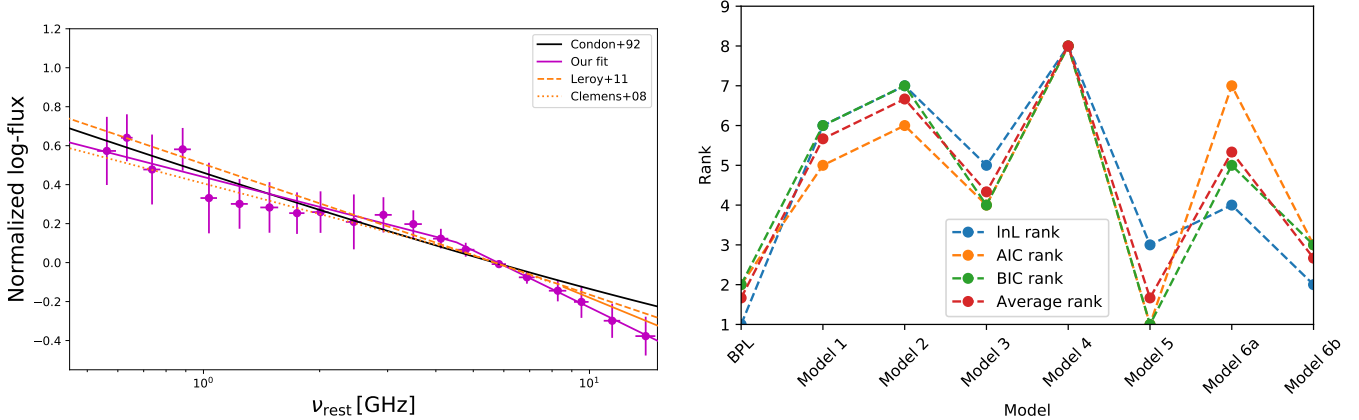 Normalized log-flux
1.2
1.0
0.8
0.6
0.4
0.2
0.0
−0.2
−0.4
Condon+92
Our fit
Leroy+11
Clemens+08
10⁰
10¹
ν_rest [GHz]
Rank
9
8
7
6
5
4
3
2
1
lnL rank
AIC rank
BIC rank
Average rank
BPL
Model 1
Model 2
Model 3
Model 4
Model 5
Model 6a
Model 6b
Model